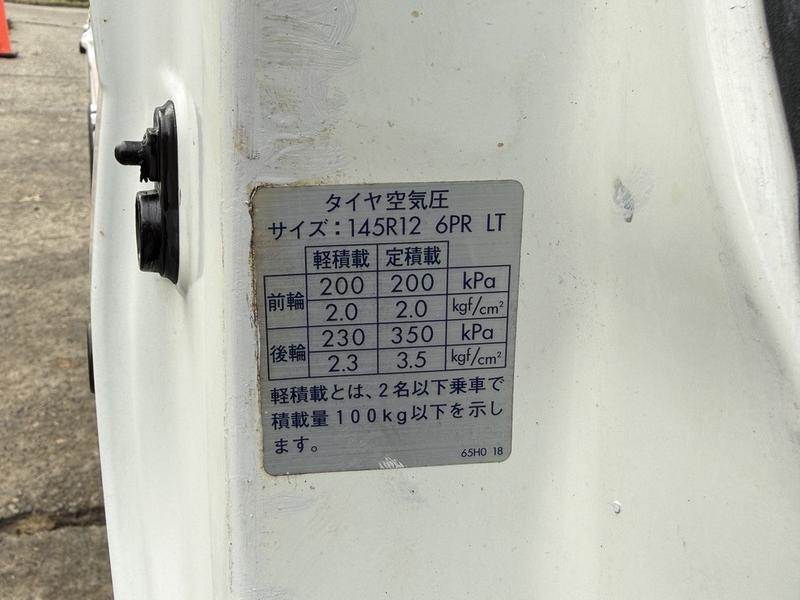 タイヤ空気圧
サイズ：145R12 6PR LT
軽積載 定積載
前輪 200 200 kPa
2.0 2.0 kgf/cm²
後輪 230 350 kPa
2.3 3.5 kgf/cm²
軽積載とは、2名以下乗車で
積載量100kg以下を示し
ます。
65H0 18